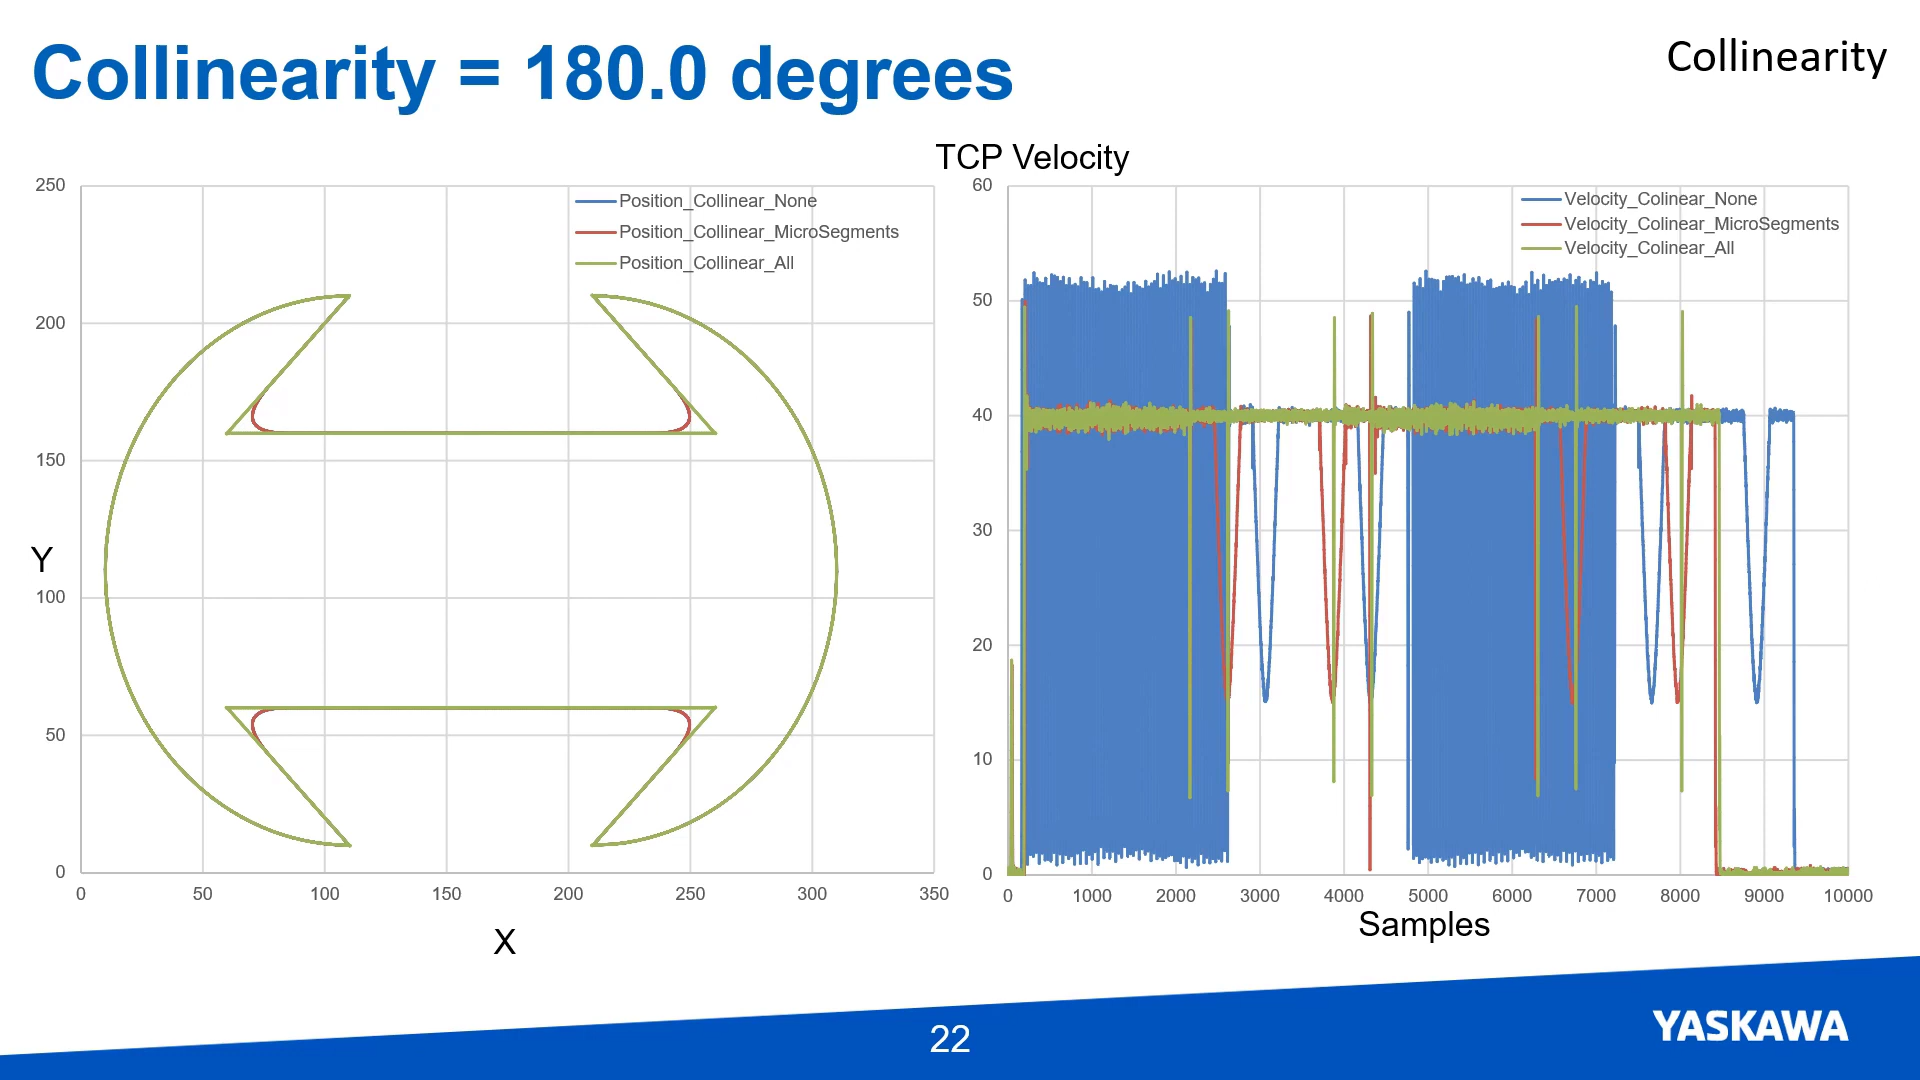 Collinearity = 180.0 degrees
Collinearity
TCP Velocity
250
200
150
100
50
0
0 50 100 150 200 250 300 350
Y
X
Position_Collinear_None
Position_Collinear_MicroSegments
Position_Collinear_All
60
50
40
30
20
10
0
0 1000 2000 3000 4000 5000 6000 7000 8000 9000 10000
Samples
Velocity_Colinear_None
Velocity_Colinear_MicroSegments
Velocity_Colinear_All
22
YASKAWA